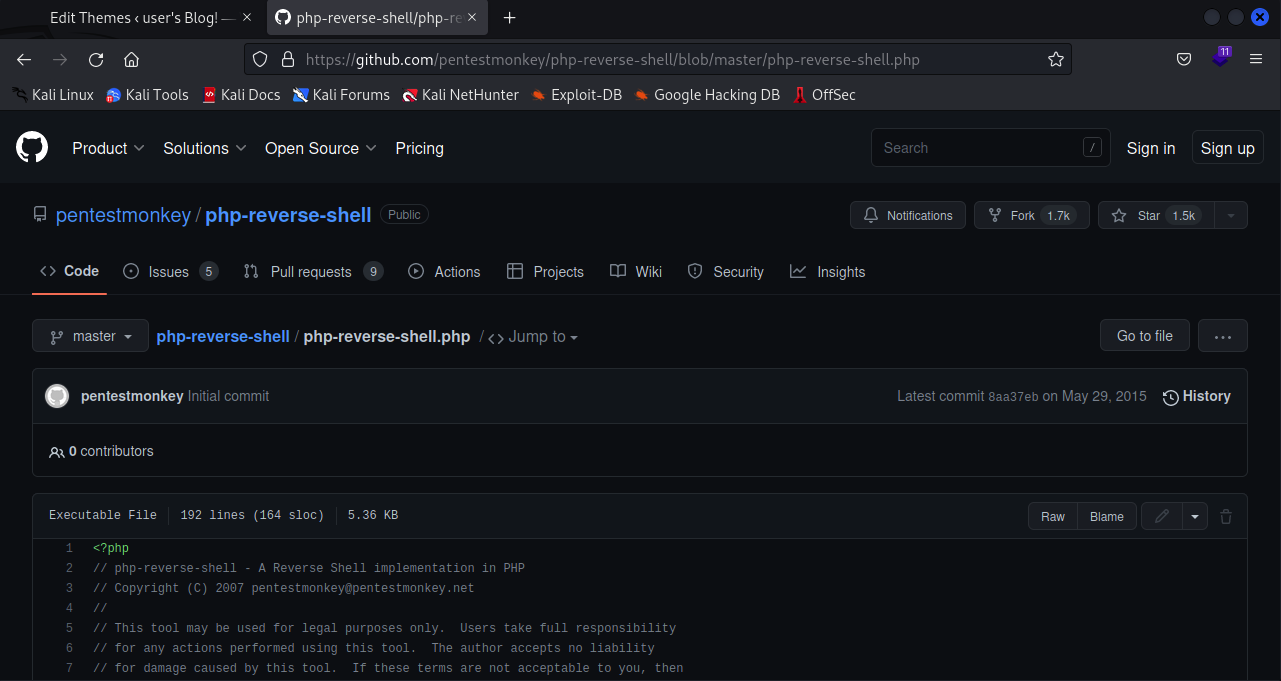 Edit Themes ‹ user's Blog! —
php-reverse-shell/php-re
https://github.com/pentestmonkey/php-reverse-shell/blob/master/php-reverse-shell.php
11
Kali Linux Kali Tools Kali Docs Kali Forums Kali NetHunter Exploit-DB Google Hacking DB OffSec
Product Solutions Open Source Pricing Search / Sign in Sign up
pentestmonkey / php-reverse-shell Public Notifications Fork 1.7k Star 1.5k
Code Issues 5 Pull requests 9 Actions Projects Wiki Security Insights
master php-reverse-shell / php-reverse-shell.php / <> Jump to Go to file ...
pentestmonkey Initial commit Latest commit 8aa37eb on May 29, 2015 History
0 contributors
Executable File 192 lines (164 sloc) 5.36 KB Raw Blame
1 <?php
2 // php-reverse-shell - A Reverse Shell implementation in PHP
3 // Copyright (C) 2007 pentestmonkey@pentestmonkey.net
4 //
5 // This tool may be used for legal purposes only.  Users take full responsibility
6 // for any actions performed using this tool.  The author accepts no liability
7 // for damage caused by this tool.  If these terms are not acceptable to you, then